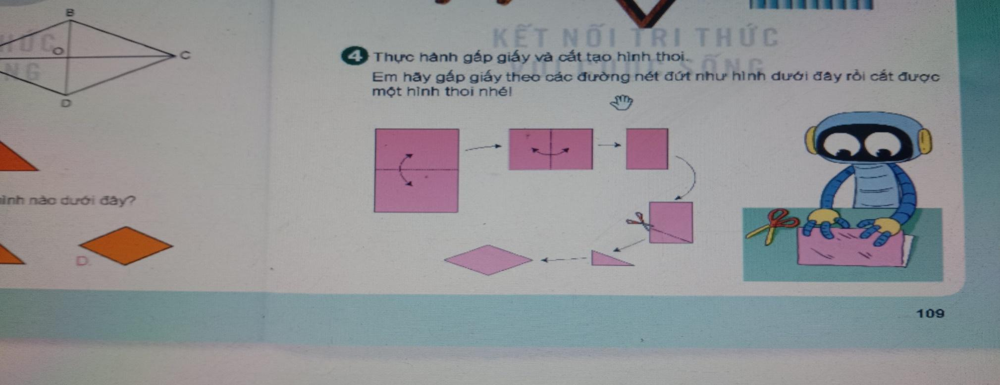 B
O
C
D
ình nào dưới đây?
D.
KẾT NỐI TRI THỨC
4 Thực hành gấp giấy và cắt tạo hình thoi.
Em hãy gấp giấy theo các đường nét đứt như hình dưới đây rồi cắt được
một hình thoi nhé!
109